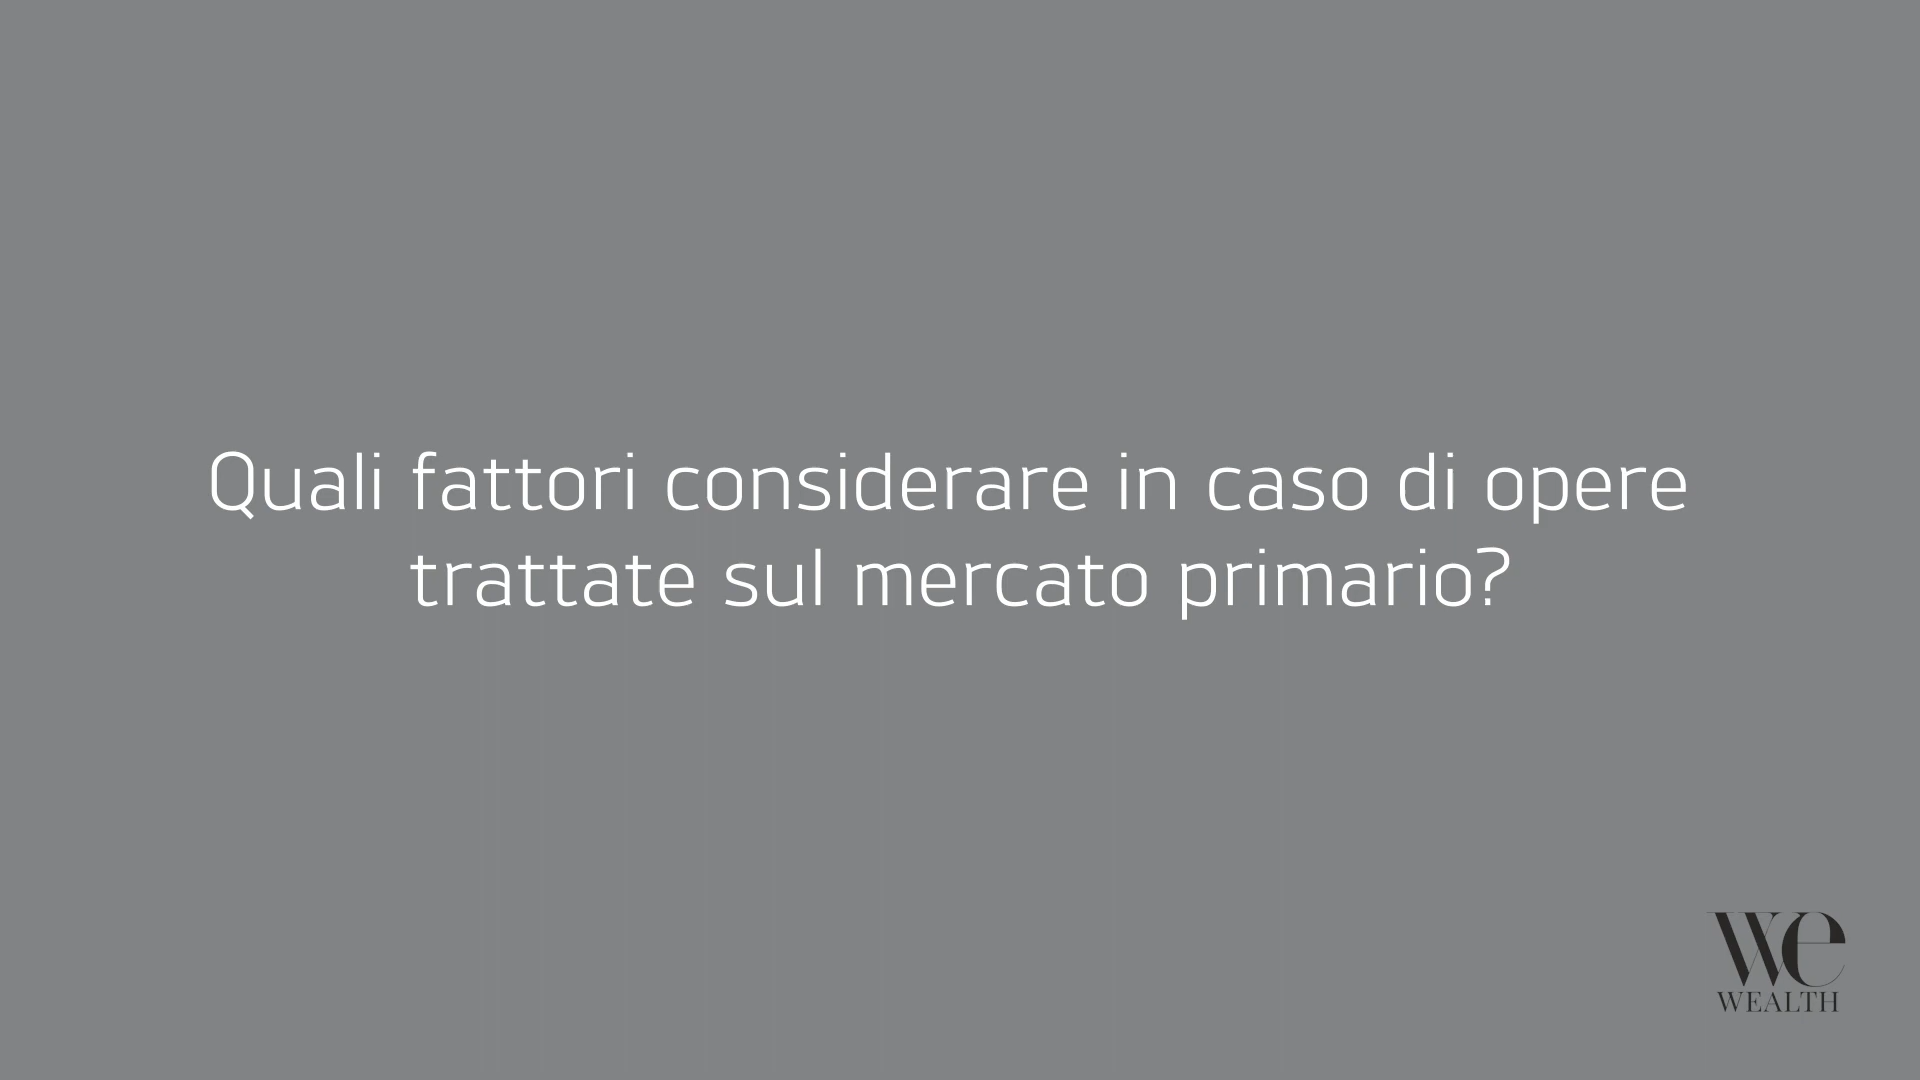 Quali fattori considerare in caso di opere
trattate sul mercato primario?
we
WEALTH